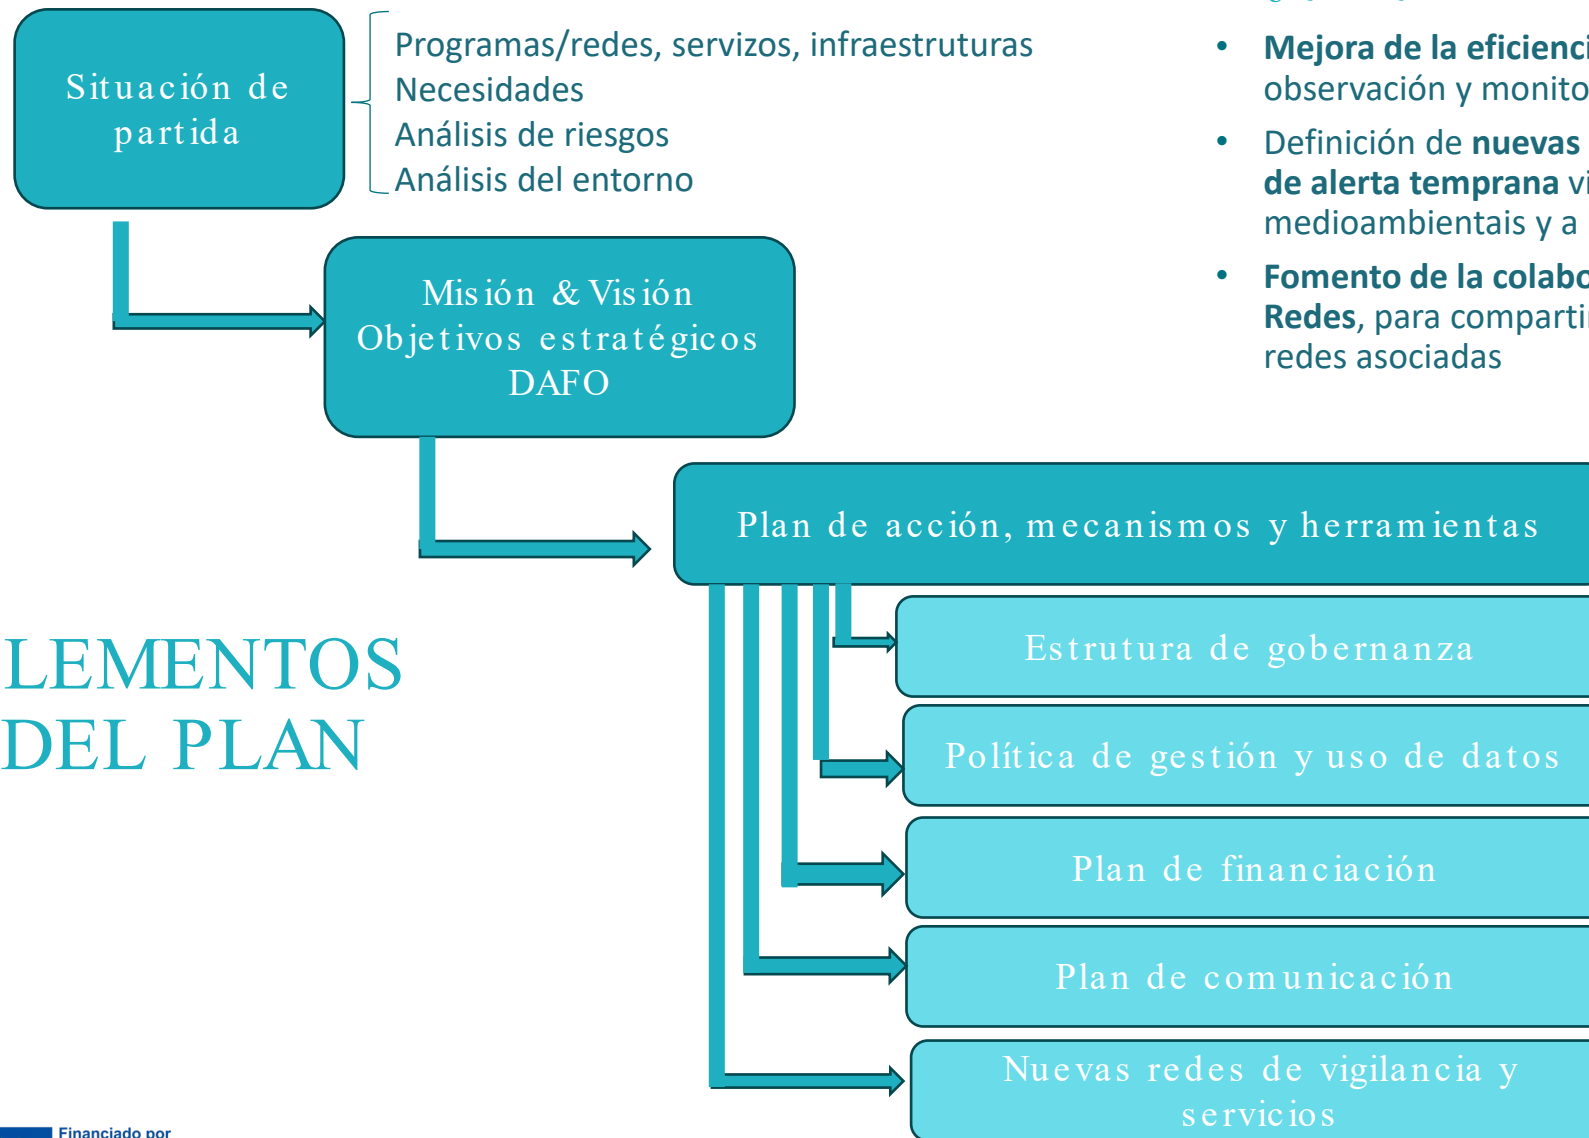 Situación de
partida
Programas/redes, servizos, infraestruturas
Necesidades
Análisis de riesgos
Análisis del entorno
• Mejora de la eficienci
observación y monito
• Definición de nuevas
de alerta temprana vi
medioambientais y a
• Fomento de la colabo
Redes, para compartir
redes asociadas
Misión & Visión
Objetivos estratégicos
DAFO
Plan de acción, mecanismos y herramientas
LEMENTOS
DEL PLAN
Estrutura de gobernanza
Política de gestión y uso de datos
Plan de financiación
Plan de comunicación
Nuevas redes de vigilancia y
servicios
Financiado por